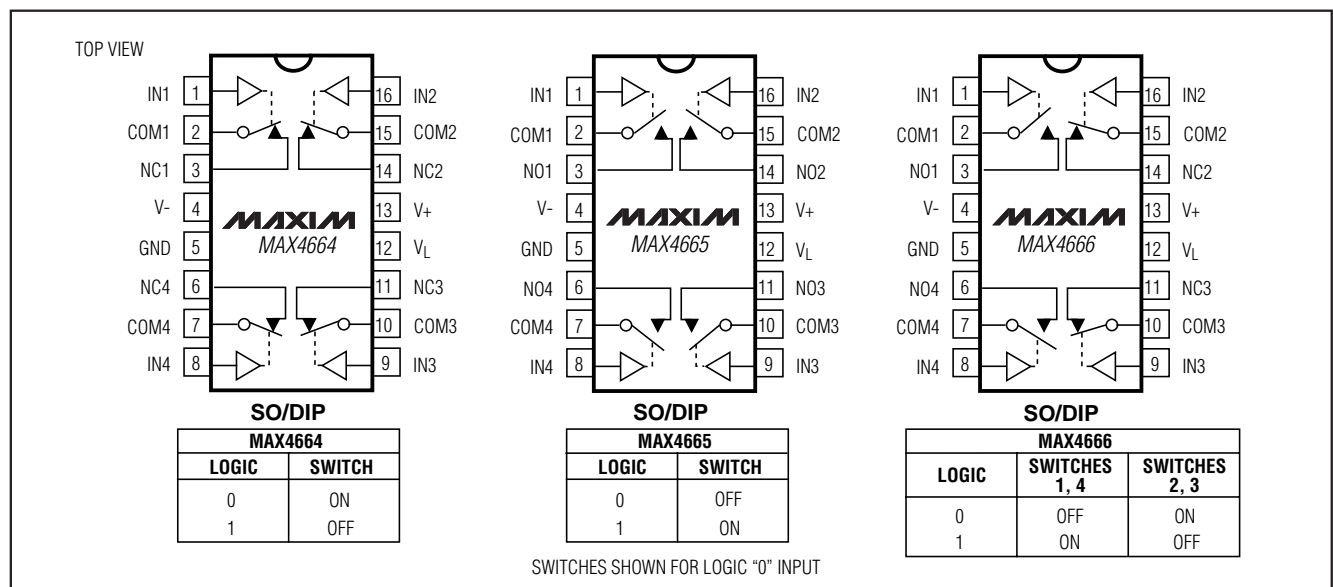 TOP VIEW
IN1 1 16 IN2
COM1 2 15 COM2
NC1 3 14 NC2
V- 4 13 V+
GND 5 12 VL
NC4 6 11 NC3
COM4 7 10 COM3
IN4 8 9 IN3
MAXIM
MAX4664
SO/DIP
MAX4664
LOGIC SWITCH
0 ON
1 OFF
IN1 1 16 IN2
COM1 2 15 COM2
NO1 3 14 NO2
V- 4 13 V+
GND 5 12 VL
NO4 6 11 NO3
COM4 7 10 COM3
IN4 8 9 IN3
MAXIM
MAX4665
SO/DIP
MAX4665
LOGIC SWITCH
0 OFF
1 ON
IN1 1 16 IN2
COM1 2 15 COM2
NO1 3 14 NC2
V- 4 13 V+
GND 5 12 VL
NO4 6 11 NC3
COM4 7 10 COM3
IN4 8 9 IN3
MAXIM
MAX4666
SO/DIP
MAX4666
LOGIC SWITCHES 1, 4 SWITCHES 2, 3
0 OFF ON
1 ON OFF
SWITCHES SHOWN FOR LOGIC “0” INPUT